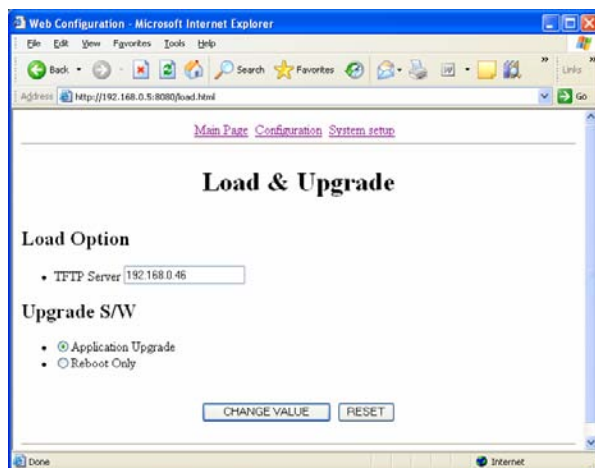 Web Configuration - Microsoft Internet Explorer
File Edit View Favorites Tools Help
Back Search Favorites Links
Address http://192.168.0.5:8080/load.html Go
Main Page Configuration System setup
Load & Upgrade
Load Option
TFTP Server 192.168.0.46
Upgrade S/W
Application Upgrade
Reboot Only
CHANGE VALUE RESET
Done Internet